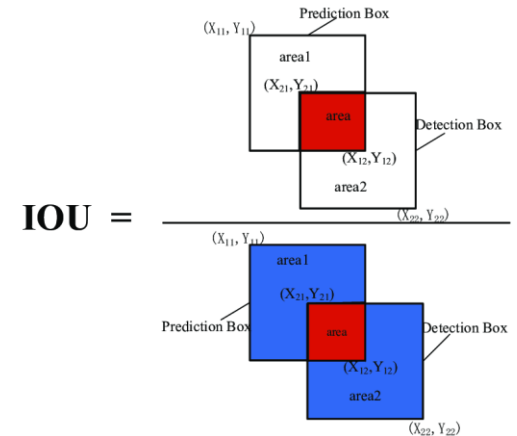 Prediction Box
(X₁₁, Y₁₁)
area1
(X₂₁,Y₂₁)
area
Detection Box
(X₁₂,Y₁₂)
area2
(X₂₂, Y₂₂)
IOU =
(X₁₁, Y₁₁)
area1
(X₂₁,Y₂₁)
Prediction Box
area
Detection Box
(X₁₂,Y₁₂)
area2
(X₂₂, Y₂₂)